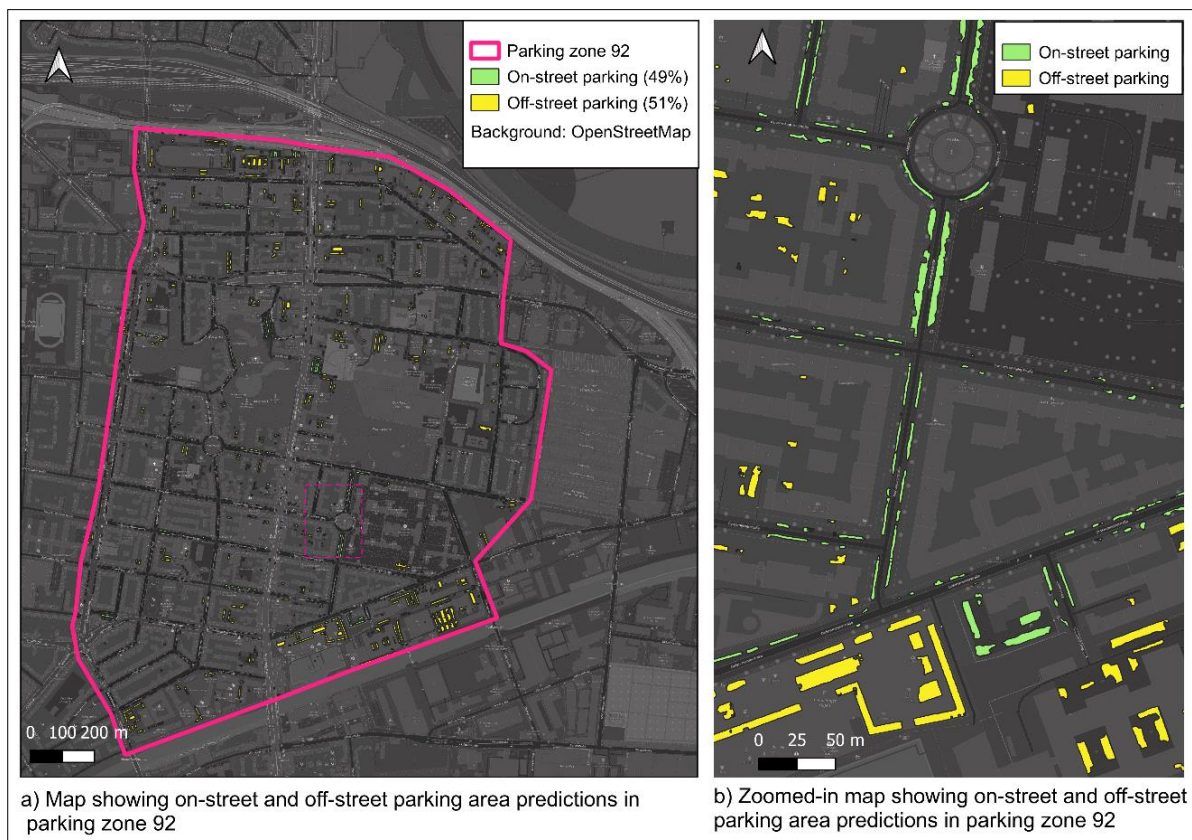 Parking zone 92
On-street parking (49%)
Off-street parking (51%)
Background: OpenStreetMap
0 100 200 m
a) Map showing on-street and off-street parking area predictions in
parking zone 92
On-street parking
Off-street parking
0 25 50 m
b) Zoomed-in map showing on-street and off-street
parking area predictions in parking zone 92